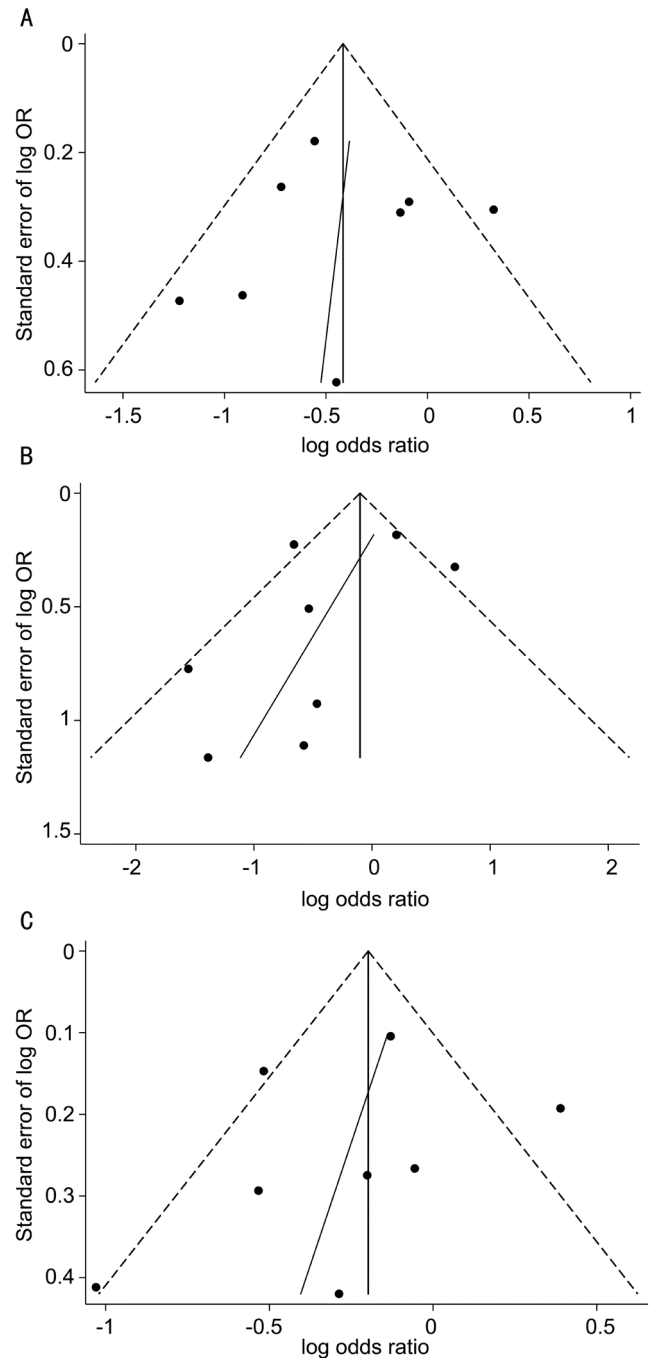 A
Standard error of log OR
0
0.2
0.4
0.6
-1.5 -1 -0.5 0 0.5 1
log odds ratio
B
Standard error of log OR
0
0.5
1
1.5
-2 -1 0 1 2
log odds ratio
C
Standard error of log OR
0
0.1
0.2
0.3
0.4
-1 -0.5 0 0.5
log odds ratio